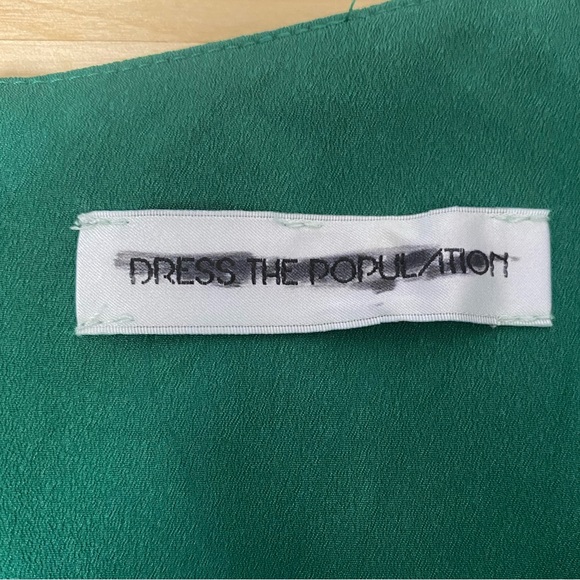 DRESS THE POPULATION